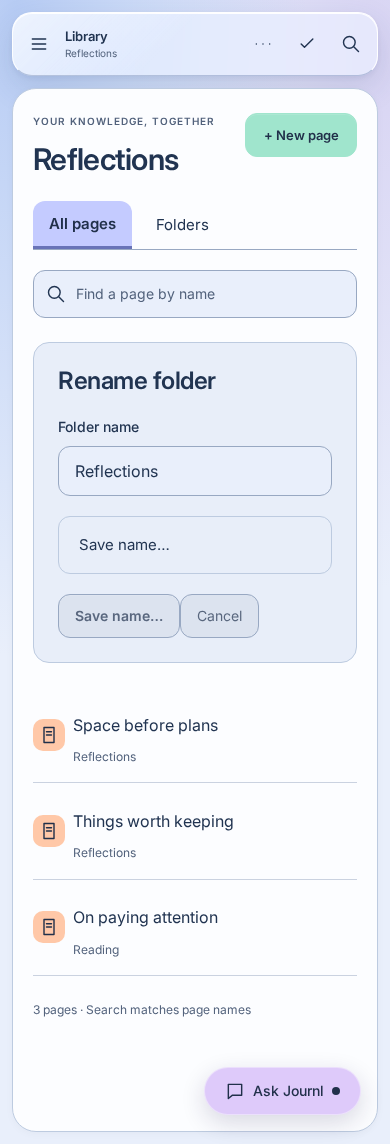 Library
Reflections
...
YOUR KNOWLEDGE, TOGETHER
+ New page
Reflections
All pages
Folders
Find a page by name
Rename folder
Folder name
Reflections
Save name...
Save name...
Cancel
Space before plans
Reflections
Things worth keeping
Reflections
On paying attention
Reading
3 pages · Search matches page names
Ask Journl